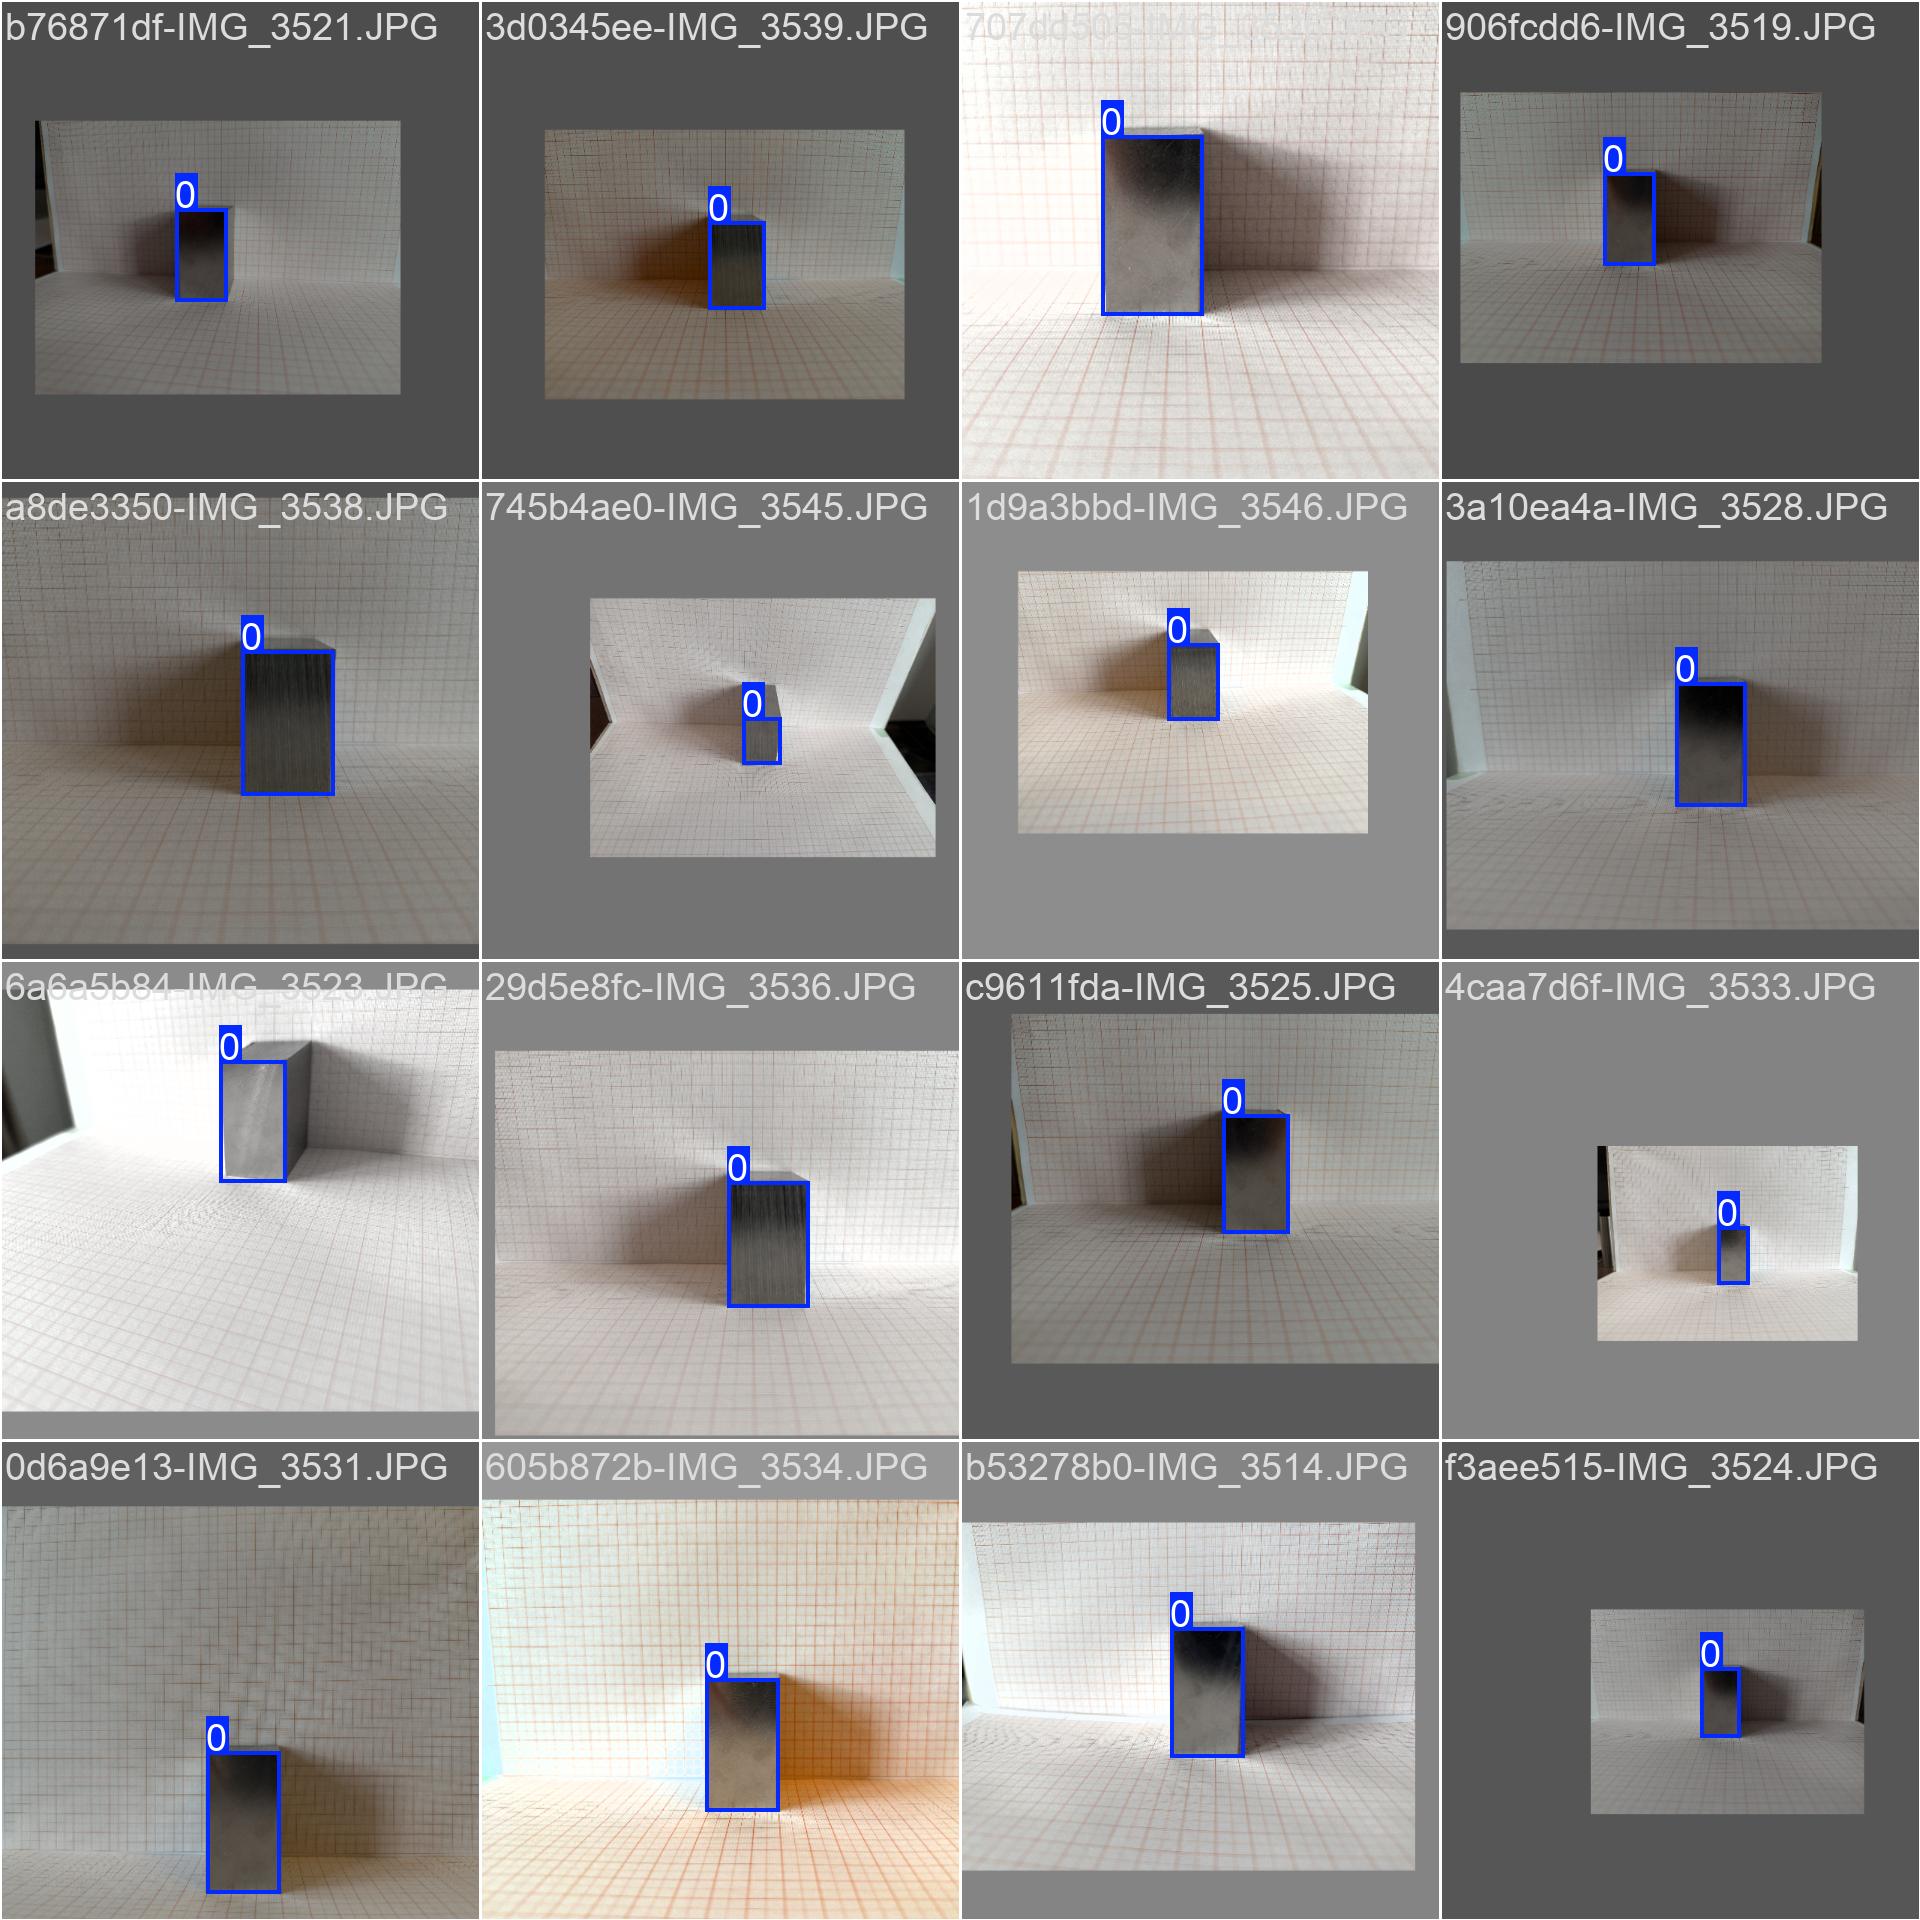 b76871df-IMG_3521.JPG
0
3d0345ee-IMG_3539.JPG
0
0
906fcdd6-IMG_3519.JPG
0
a8de3350-IMG_3538.JPG
0
745b4ae0-IMG_3545.JPG
0
1d9a3bbd-IMG_3546.JPG
0
3a10ea4a-IMG_3528.JPG
0
6a6a5b84-IMG_3523.JPG
0
29d5e8fc-IMG_3536.JPG
0
c9611fda-IMG_3525.JPG
0
4caa7d6f-IMG_3533.JPG
0
0d6a9e13-IMG_3531.JPG
0
605b872b-IMG_3534.JPG
0
b53278b0-IMG_3514.JPG
0
f3aee515-IMG_3524.JPG
0